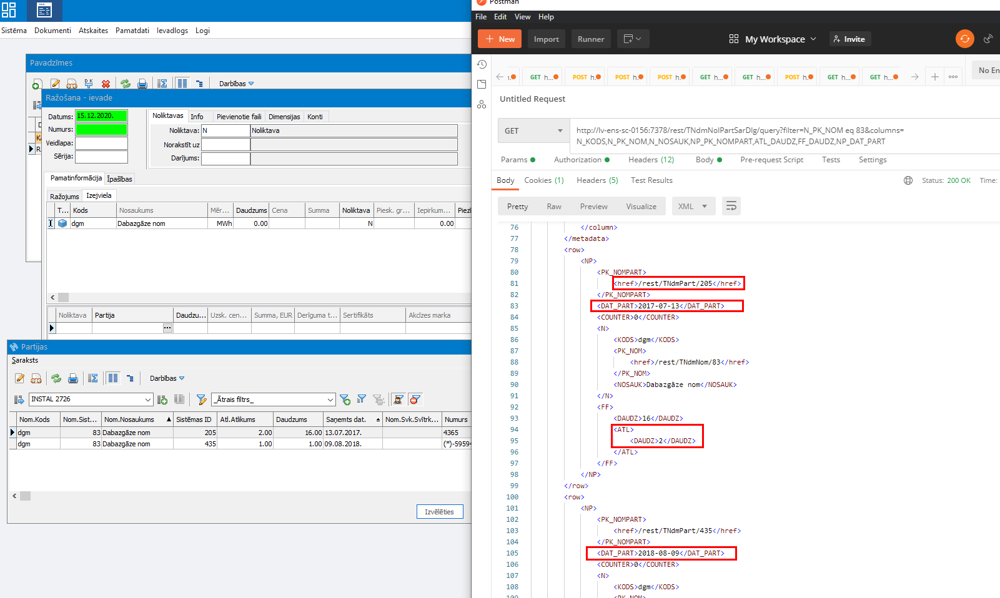 Sistēma Dokumenti Atskaites Pamatdati Ievadlogs Logi
Pavadzīmes
D K
Darbības
Ražošana - ievade
Datums: 15.12.2020.
Numurs:
Veidlapa:
Sērija:
Noliktavas Info Pievienotie faili Dimensijas Konti
Noliktava: N Noliktava
Norakstīt uz
Darījums:
Pamatinformācija Īpašības
Ražojums Izejviela
T... Kods Nosaukums Mēr... Daudzums Cena Summa Noliktava Piesk. gr... Iepirkum... Piezī
dgm Dabazgāze nom MWh 0.00 N 0.00
Noliktava Partija Daudzu... Uzsk. cen... Summa, EUR Derīguma t... Sertifikāts Akcīzes marka
Partijas
Saraksts
Darbības
INSTAL 2726 _Ātrais filtrs_
Nom.Kods Nom.Sist... Nom.Nosaukums Sistēmas ID Atl.Atlikums Daudzums Saņemts dat. Nom.Svk.Svītrk... Numurs
dgm 83 Dabazgāze nom 205 2.00 16.00 13.07.2017. 4365
dgm 83 Dabazgāze nom 435 1.00 1.00 09.08.2018. (*)-5959
Izvēlēties
Postman
File Edit View Help
+ New Import Runner My Workspace Invite
GET h... POST h... POST h... POST h... GET h... GET h... POST h... GET h... GET h... No En
Untitled Request
GET http://lv-ens-sc-0156:7378/rest/TNdmNolPartSarDlg/query?filter=N_PK_NOM eq 83&columns=
N_KODS,N_PK_NOM,N_NOSAUK,NP_PK_NOMPART,ATL_DAUDZ,FF_DAUDZ,NP_DAT_PART
Params Authorization Headers (12) Body Pre-request Script Tests Settings
Body Cookies (1) Headers (5) Test Results Status: 200 OK Time:
Pretty Raw Preview Visualize XML
76 </column>
77 </metadata>
78 <row>
79 <NP>
80 <PK_NOMPART>
81 <href>/rest/TNdmPart/205</href>
82 </PK_NOMPART>
83 <DAT_PART>2017-07-13</DAT_PART>
84 <COUNTER>0</COUNTER>
85 <N>
86 <KODS>dgm</KODS>
87 <PK_NOM>
88 <href>/rest/TNdmNom/83</href>
89 </PK_NOM>
90 <NOSAUK>Dabazgāze nom</NOSAUK>
91 </N>
92 <FF>
93 <DAUDZ>16</DAUDZ>
94 <ATL>
95 <DAUDZ>2</DAUDZ>
96 </ATL>
97 </FF>
98 </NP>
99 </row>
100 <row>
101 <NP>
102 <PK_NOMPART>
103 <href>/rest/TNdmPart/435</href>
104 </PK_NOMPART>
105 <DAT_PART>2018-08-09</DAT_PART>
106 <COUNTER>0</COUNTER>
107 <N>
108 <KODS>dgm</KODS>
109 <PK_NOM>